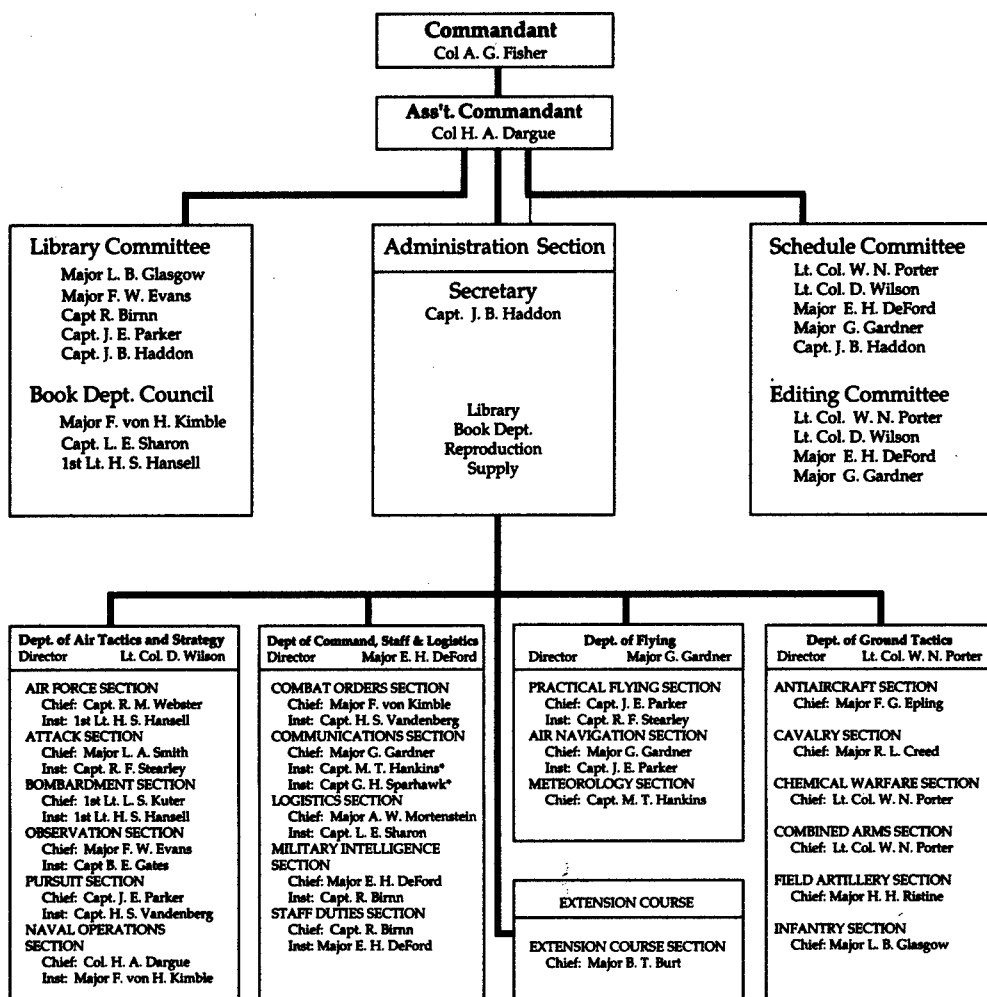 Commandant
Col A. G. Fisher
Ass't. Commandant
Col H. A. Dargue
Library Committee
Major L. B. Glasgow
Major F. W. Evans
Capt R. Birnn
Capt. J. E. Parker
Capt. J. B. Haddon
Book Dept. Council
Major F. von H. Kimble
Capt. L. E. Sharon
1st Lt. H. S. Hansell
Administration Section
Secretary
Capt. J. B. Haddon
Library
Book Dept.
Reproduction
Supply
Schedule Committee
Lt. Col. W. N. Porter
Lt. Col. D. Wilson
Major E. H. DeFord
Major G. Gardner
Capt. J. B. Haddon
Editing Committee
Lt. Col. W. N. Porter
Lt. Col. D. Wilson
Major E. H. DeFord
Major G. Gardner
Dept. of Air Tactics and Strategy
Director Lt. Col. D. Wilson
AIR FORCE SECTION
Chief: Capt. R. M. Webster
Inst: 1st Lt. H. S. Hansell
ATTACK SECTION
Chief: Major L. A. Smith
Inst: Capt. R. F. Stearley
BOMBARDMENT SECTION
Chief: 1st Lt. L. S. Kuter
Inst: 1st Lt. H. S. Hansell
OBSERVATION SECTION
Chief: Major F. W. Evans
Inst: Capt B. E. Gates
PURSUIT SECTION
Chief: Capt. J. E. Parker
Inst: Capt. H. S. Vandenberg
NAVAL OPERATIONS
SECTION
Chief: Col. H. A. Dargue
Inst: Major F. von H. Kimble
Dept of Command, Staff & Logistics
Director Major E. H. DeFord
COMBAT ORDERS SECTION
Chief: Major F. von Kimble
Inst: Capt. H. S. Vandenberg
COMMUNICATIONS SECTION
Chief: Major G. Gardner
Inst: Capt. M. T. Hankins*
Inst: Capt G. H. Sparhawk*
LOGISTICS SECTION
Chief: Major A. W. Mortenstein
Inst: Capt. L. E. Sharon
MILITARY INTELLIGENCE
SECTION
Chief: Major E. H. DeFord
Inst: Capt. R. Birnn
STAFF DUTIES SECTION
Chief: Capt. R. Birnn
Inst: Major E. H. DeFord
Dept. of Flying
Director Major G. Gardner
PRACTICAL FLYING SECTION
Chief: Capt. J. E. Parker
Inst: Capt. R. F. Stearley
AIR NAVIGATION SECTION
Chief: Major G. Gardner
Inst: Capt. J. E. Parker
METEOROLOGY SECTION
Chief: Capt. M. T. Hankins
EXTENSION COURSE
EXTENSION COURSE SECTION
Chief: Major B. T. Burt
Dept. of Ground Tactics
Director Lt. Col. W. N. Porter
ANTIAIRCRAFT SECTION
Chief: Major F. G. Epling
CAVALRY SECTION
Chief: Major R. L. Creed
CHEMICAL WARFARE SECTION
Chief: Lt. Col. W. N. Porter
COMBINED ARMS SECTION
Chief: Lt. Col. W. N. Porter
FIELD ARTILLERY SECTION
Chief: Major H. H. Ristine
INFANTRY SECTION
Chief: Major L. B. Glasgow